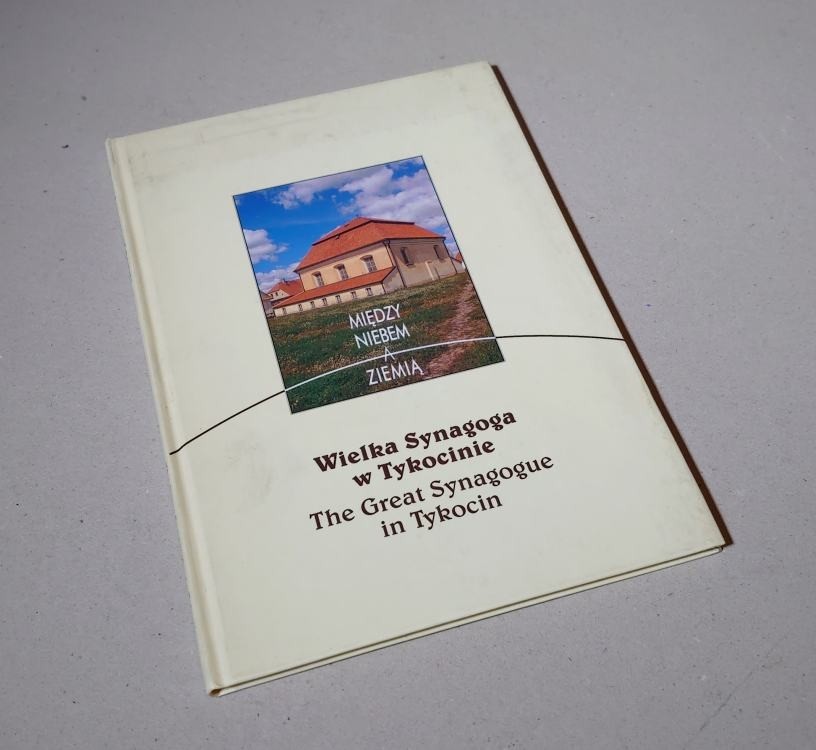 MIĘDZY
NIEBEM
A
ZIEMIĄ
Wielka Synagoga
w Tykocinie
The Great Synagogue
in Tykocin